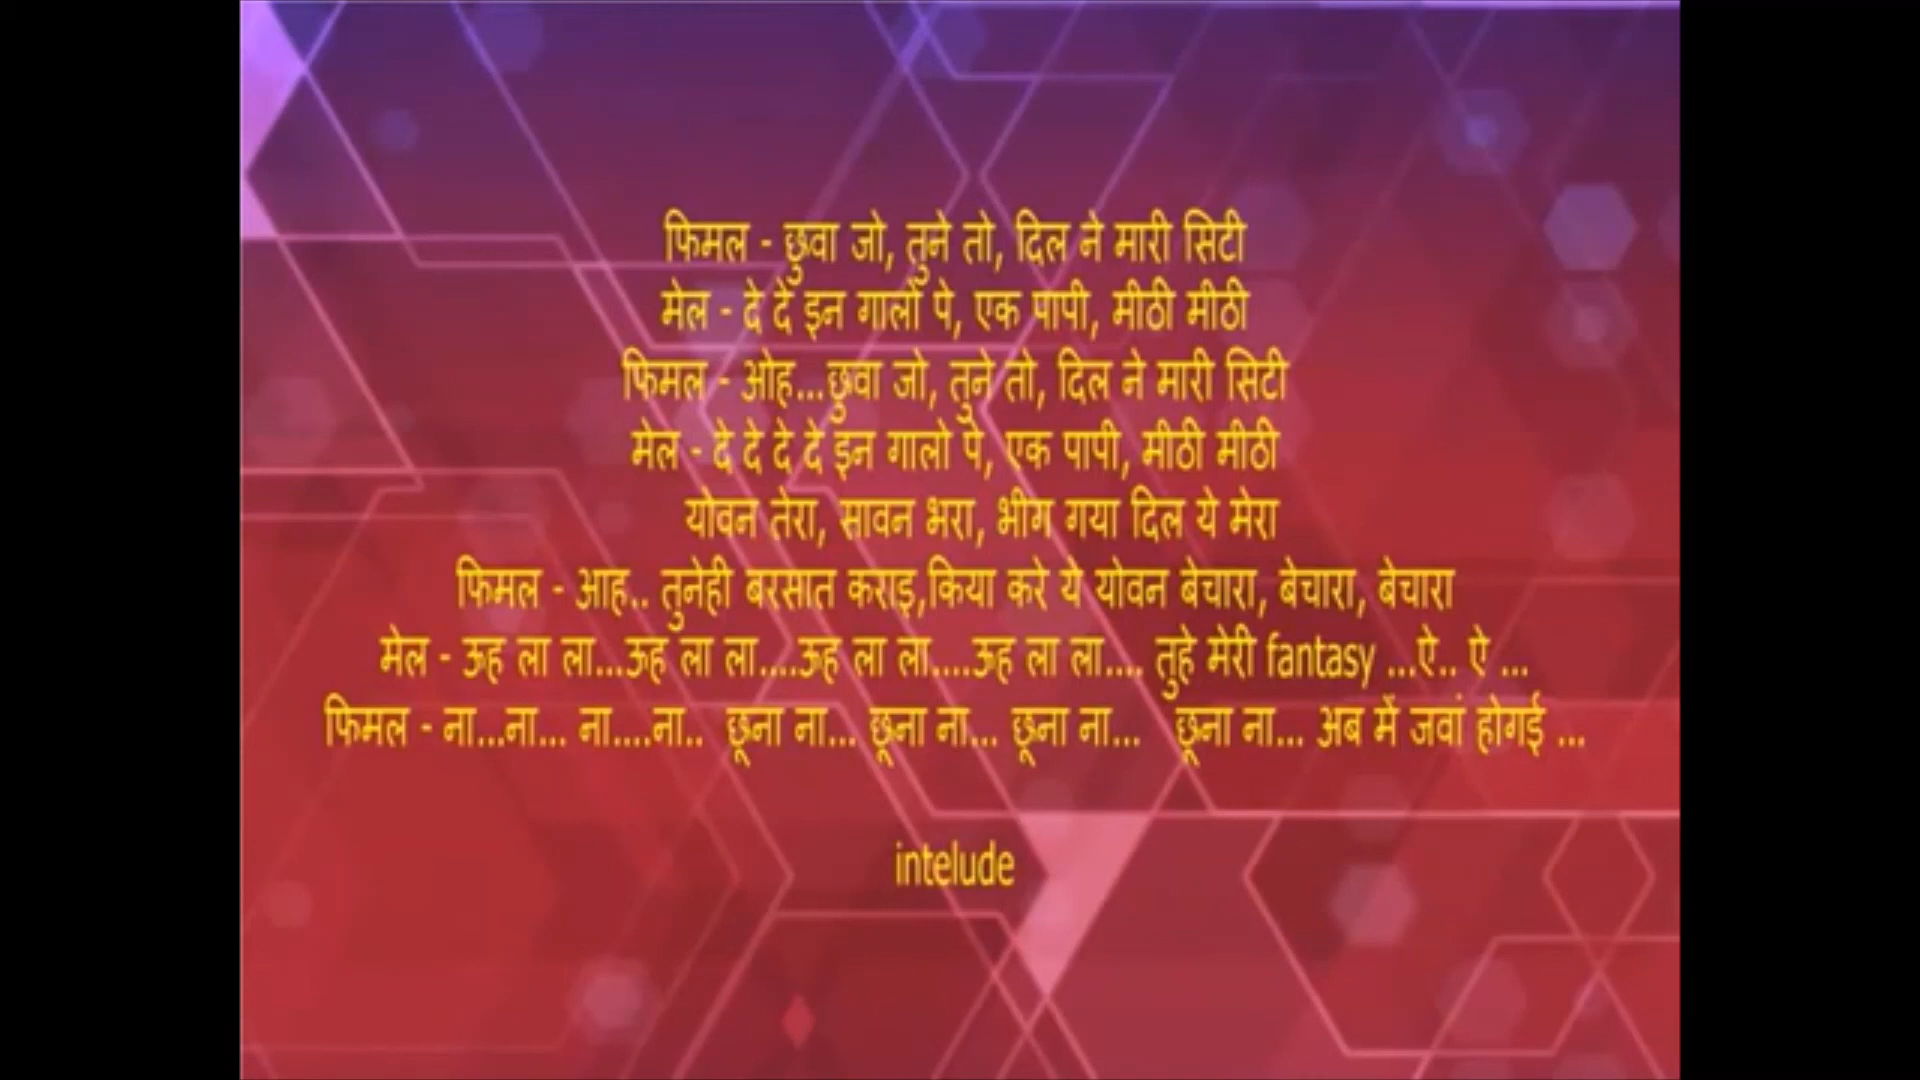 फिमल - छुवा जो, तुने तो, दिल ने मारी सिटी
मेल - दे दे इन गालों पे, एक पापी, मीठी मीठी
फिमल - ओह...छुवा जो, तुने तो, दिल ने मारी सिटी
मेल - दे दे दे दे इन गालो पे, एक पापी, मीठी मीठी
योवन तेरा, सावन भरा, भीग गया दिल ये मेरा
फिमल - आह.. तुनेही बरसात कराइ,किया करे ये योवन बेचारा, बेचारा, बेचारा
मेल - ऊह ला ला...ऊह ला ला....ऊह ला ला....ऊह ला ला.... तुहे मेरी fantasy ...ऐ.. ऐ ...
फिमल - ना...ना... ना....ना.. छूना ना... छूना ना... छूना ना... छूना ना... अब में जवां होगई ...
intelude